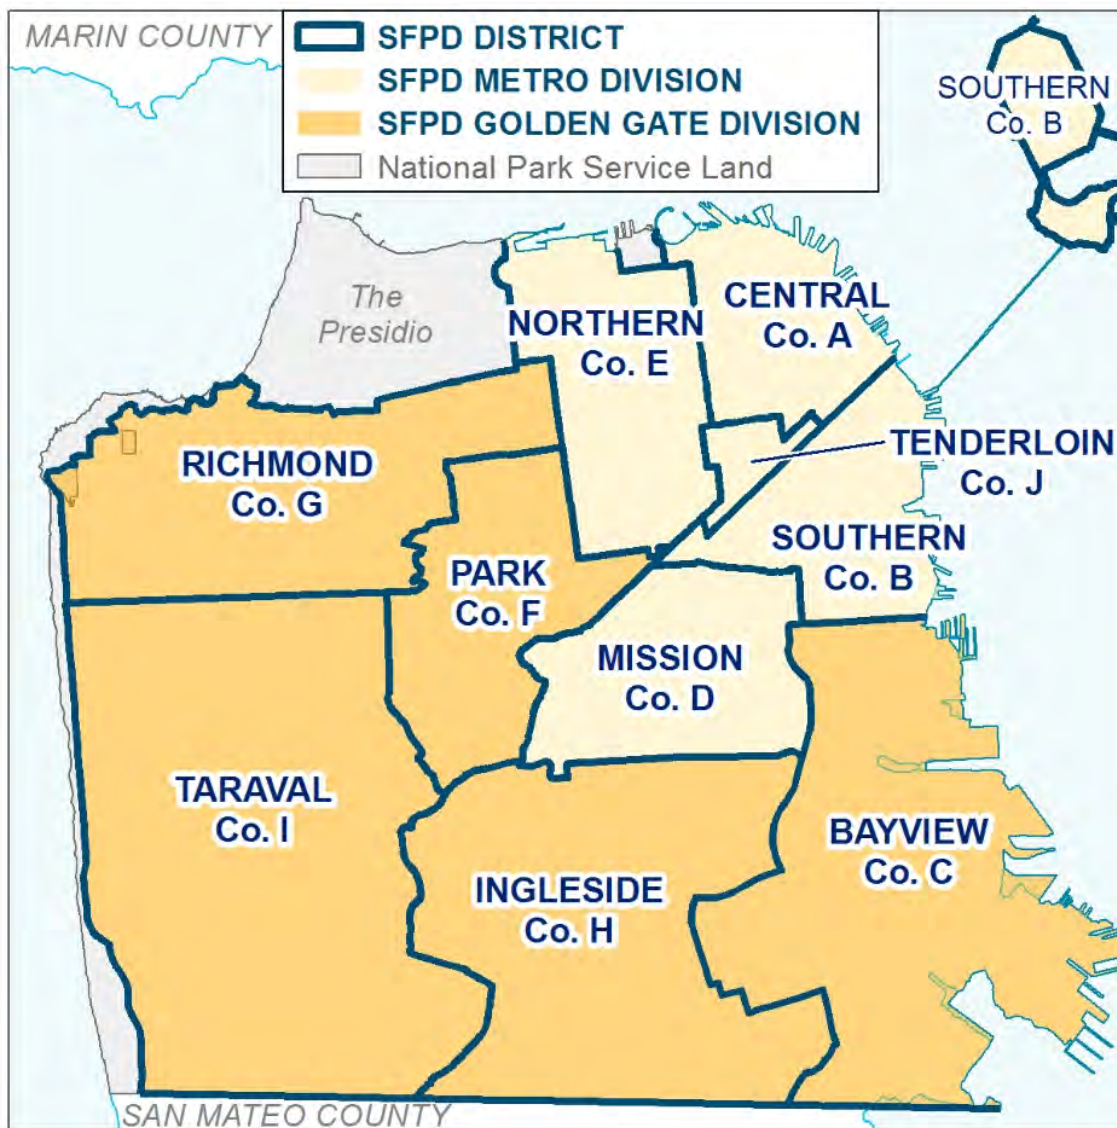 MARIN COUNTY
SFPD DISTRICT
SFPD METRO DIVISION
SFPD GOLDEN GATE DIVISION
National Park Service Land
SOUTHERN
Co. B
The
Presidio
NORTHERN
Co. E
CENTRAL
Co. A
RICHMOND
Co. G
TENDERLOIN
Co. J
PARK
Co. F
SOUTHERN
Co. B
MISSION
Co. D
TARAVAL
Co. I
BAYVIEW
Co. C
INGLESIDE
Co. H
SAN MATEO COUNTY